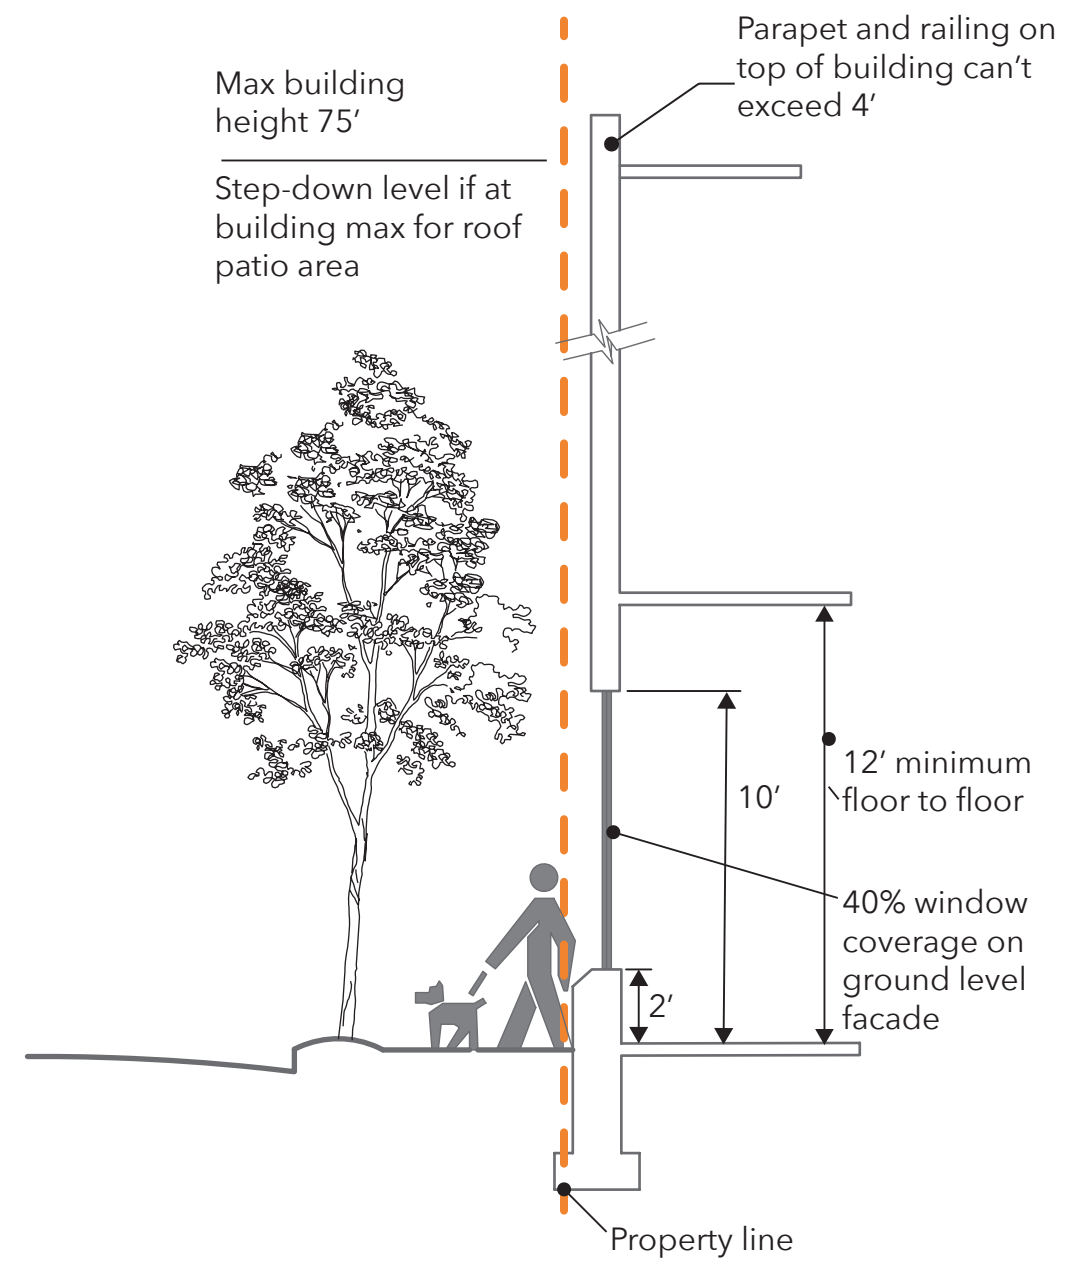 Parapet and railing on
top of building can’t
exceed 4’
Max building
height 75’
Step-down level if at
building max for roof
patio area
12’ minimum
floor to floor
10’
40% window
coverage on
ground level
facade
2’
Property line